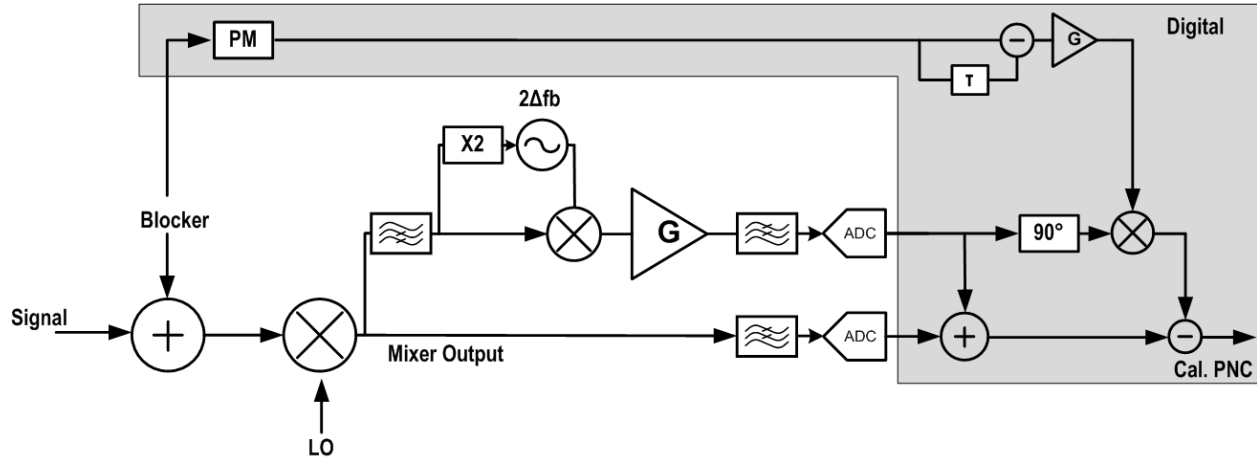 PM
G
Digital
τ
2Δfb
X2
Blocker
G
ADC
90°
Signal
Mixer Output
ADC
Cal. PNC
LO